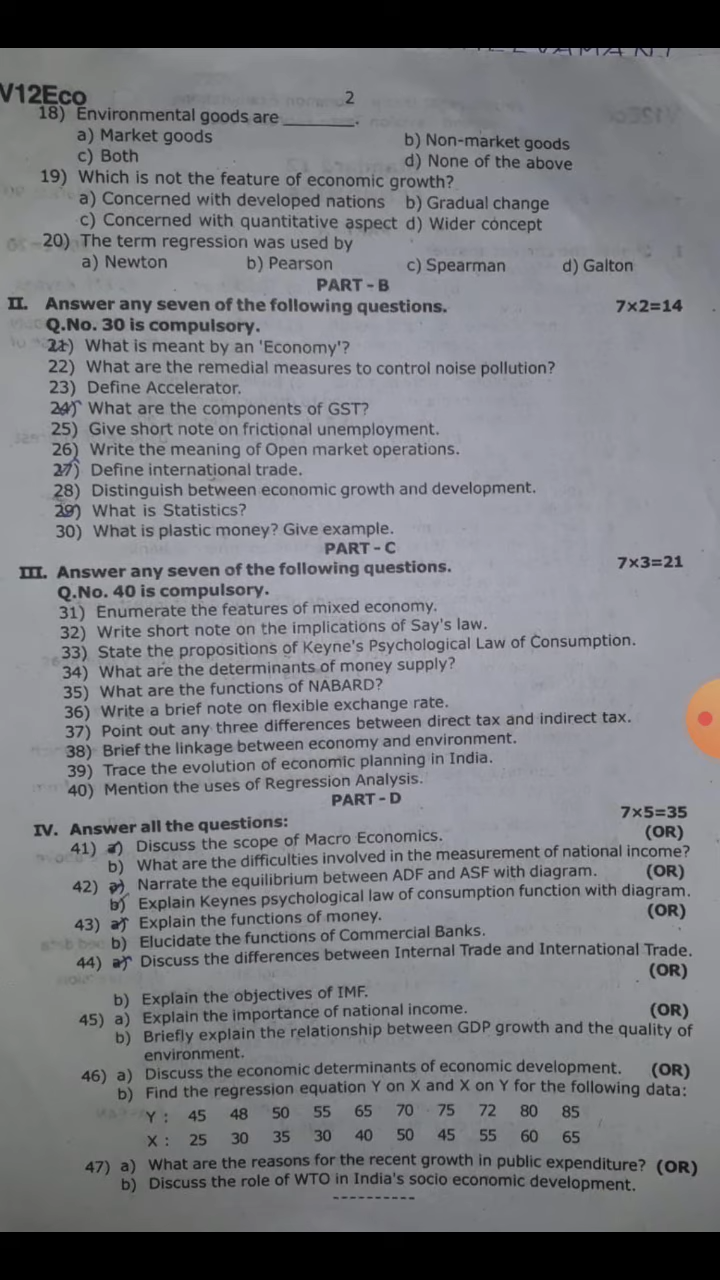 V12Eco
2
18) Environmental goods are ________.
a) Market goods b) Non-market goods
c) Both d) None of the above
19) Which is not the feature of economic growth?
a) Concerned with developed nations b) Gradual change
c) Concerned with quantitative aspect d) Wider concept
20) The term regression was used by
a) Newton b) Pearson c) Spearman d) Galton
PART - B
II. Answer any seven of the following questions. 7×2=14
Q.No. 30 is compulsory.
21) What is meant by an 'Economy'?
22) What are the remedial measures to control noise pollution?
23) Define Accelerator.
24) What are the components of GST?
25) Give short note on frictional unemployment.
26) Write the meaning of Open market operations.
27) Define international trade.
28) Distinguish between economic growth and development.
29) What is Statistics?
30) What is plastic money? Give example.
PART - C
III. Answer any seven of the following questions. 7×3=21
Q.No. 40 is compulsory.
31) Enumerate the features of mixed economy.
32) Write short note on the implications of Say's law.
33) State the propositions of Keyne's Psychological Law of Consumption.
34) What are the determinants of money supply?
35) What are the functions of NABARD?
36) Write a brief note on flexible exchange rate.
37) Point out any three differences between direct tax and indirect tax.
38) Brief the linkage between economy and environment.
39) Trace the evolution of economic planning in India.
40) Mention the uses of Regression Analysis.
PART - D
IV. Answer all the questions: 7×5=35
41) a) Discuss the scope of Macro Economics. (OR)
b) What are the difficulties involved in the measurement of national income?
42) a) Narrate the equilibrium between ADF and ASF with diagram. (OR)
b) Explain Keynes psychological law of consumption function with diagram.
43) a) Explain the functions of money. (OR)
b) Elucidate the functions of Commercial Banks.
44) a) Discuss the differences between Internal Trade and International Trade.
(OR)
b) Explain the objectives of IMF.
45) a) Explain the importance of national income. (OR)
b) Briefly explain the relationship between GDP growth and the quality of
environment.
46) a) Discuss the economic determinants of economic development. (OR)
b) Find the regression equation Y on X and X on Y for the following data:
Y : 45 48 50 55 65 70 75 72 80 85
X : 25 30 35 30 40 50 45 55 60 65
47) a) What are the reasons for the recent growth in public expenditure? (OR)
b) Discuss the role of WTO in India's socio economic development.
----------